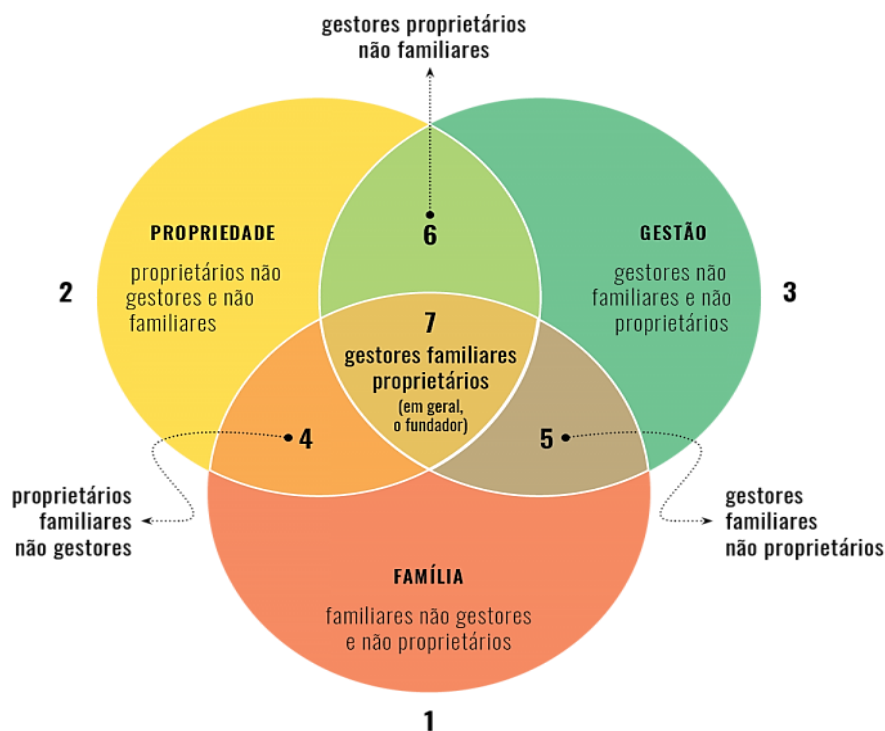 gestores proprietários
não familiares
6
PROPRIEDADE
proprietários não
gestores e não
familiares
2
GESTÃO
gestores não
familiares e não
proprietários
3
7
gestores familiares
proprietários
(em geral,
o fundador)
4
5
proprietários
familiares
não gestores
gestores
familiares
não proprietários
FAMÍLIA
familiares não gestores
e não proprietários
1